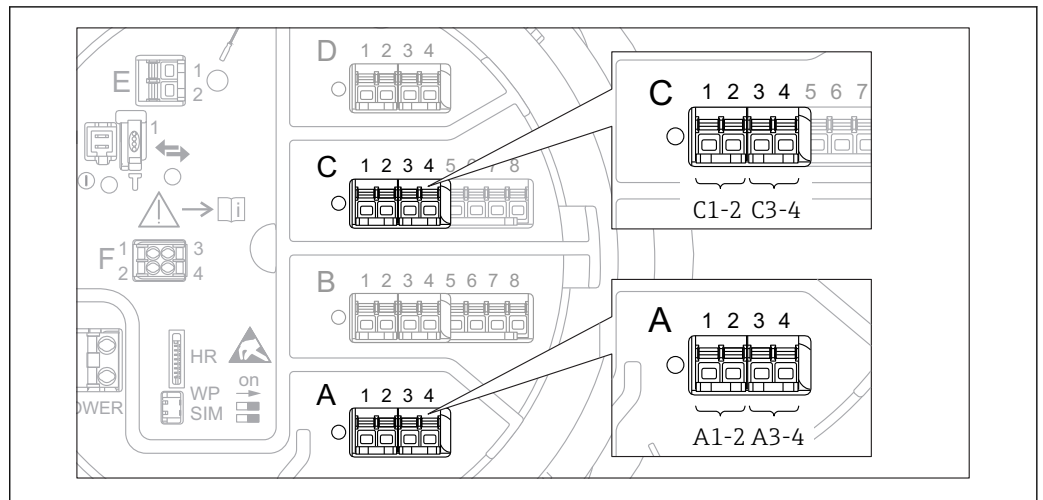 D 1 2 3 4
E 1
2
C 1 2 3 4 5 6 7
C1-2 C3-4
1
C 1 2 3 4 5 6 7 8
i
F 1 3
2 4
B 1 2 3 4 5 6 7 8
A 1 2 3 4
A1-2 A3-4
HR
on
WP
SIM
OWER
A 1 2 3 4